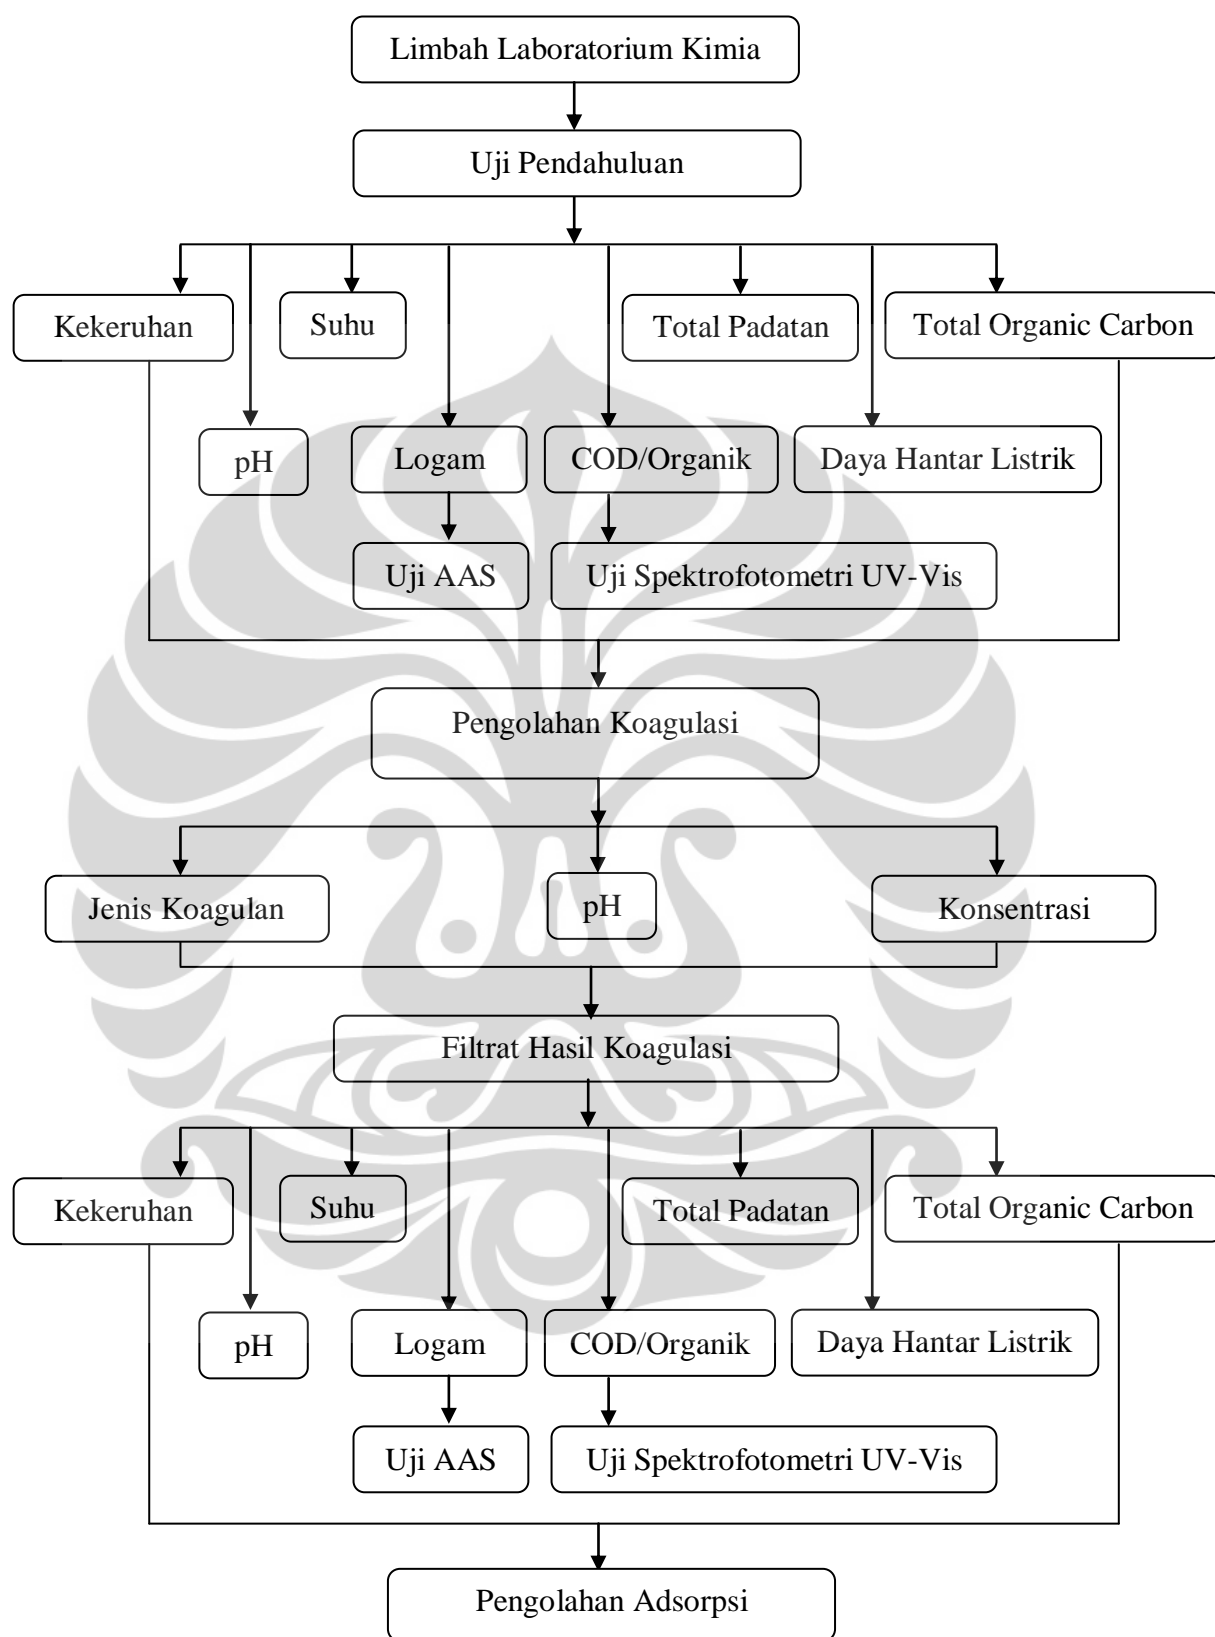 Limbah Laboratorium Kimia
Uji Pendahuluan
Kekeruhan
Suhu
Total Padatan
Total Organic Carbon
pH
Logam
COD/Organik
Daya Hantar Listrik
Uji AAS
Uji Spektrofotometri UV-Vis
Pengolahan Koagulasi
Jenis Koagulan
pH
Konsentrasi
Filtrat Hasil Koagulasi
Kekeruhan
Suhu
Total Padatan
Total Organic Carbon
pH
Logam
COD/Organik
Daya Hantar Listrik
Uji AAS
Uji Spektrofotometri UV-Vis
Pengolahan Adsorpsi